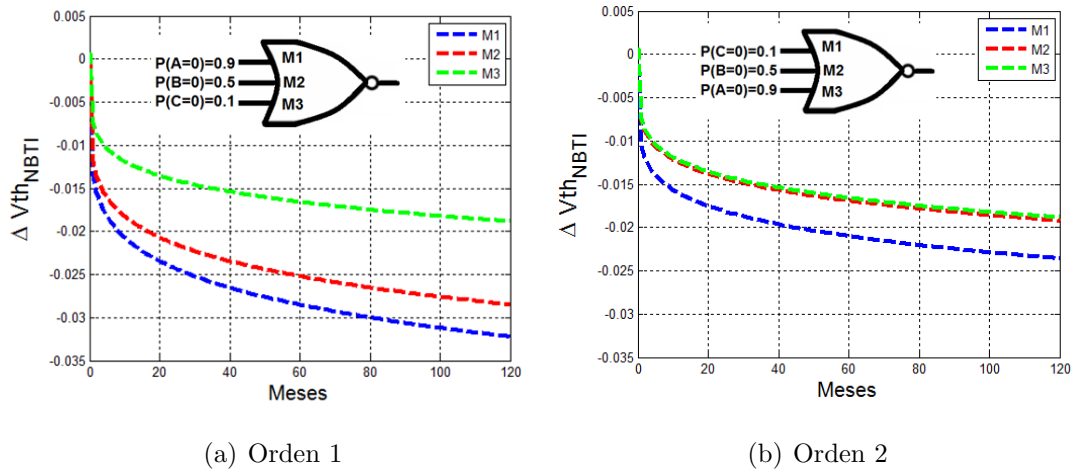 0.005
0
-0.005
-0.01
-0.015
-0.02
-0.025
-0.03
-0.035
Δ Vth_NBTI
0 20 40 60 80 100 120
Meses
M1
M2
M3
P(A=0)=0.9 M1
P(B=0)=0.5 M2
P(C=0)=0.1 M3
(a) Orden 1
0.005
0
-0.005
-0.01
-0.015
-0.02
-0.025
-0.03
-0.035
Δ Vth_NBTI
0 20 40 60 80 100 120
Meses
M1
M2
M3
P(C=0)=0.1 M1
P(B=0)=0.5 M2
P(A=0)=0.9 M3
(b) Orden 2